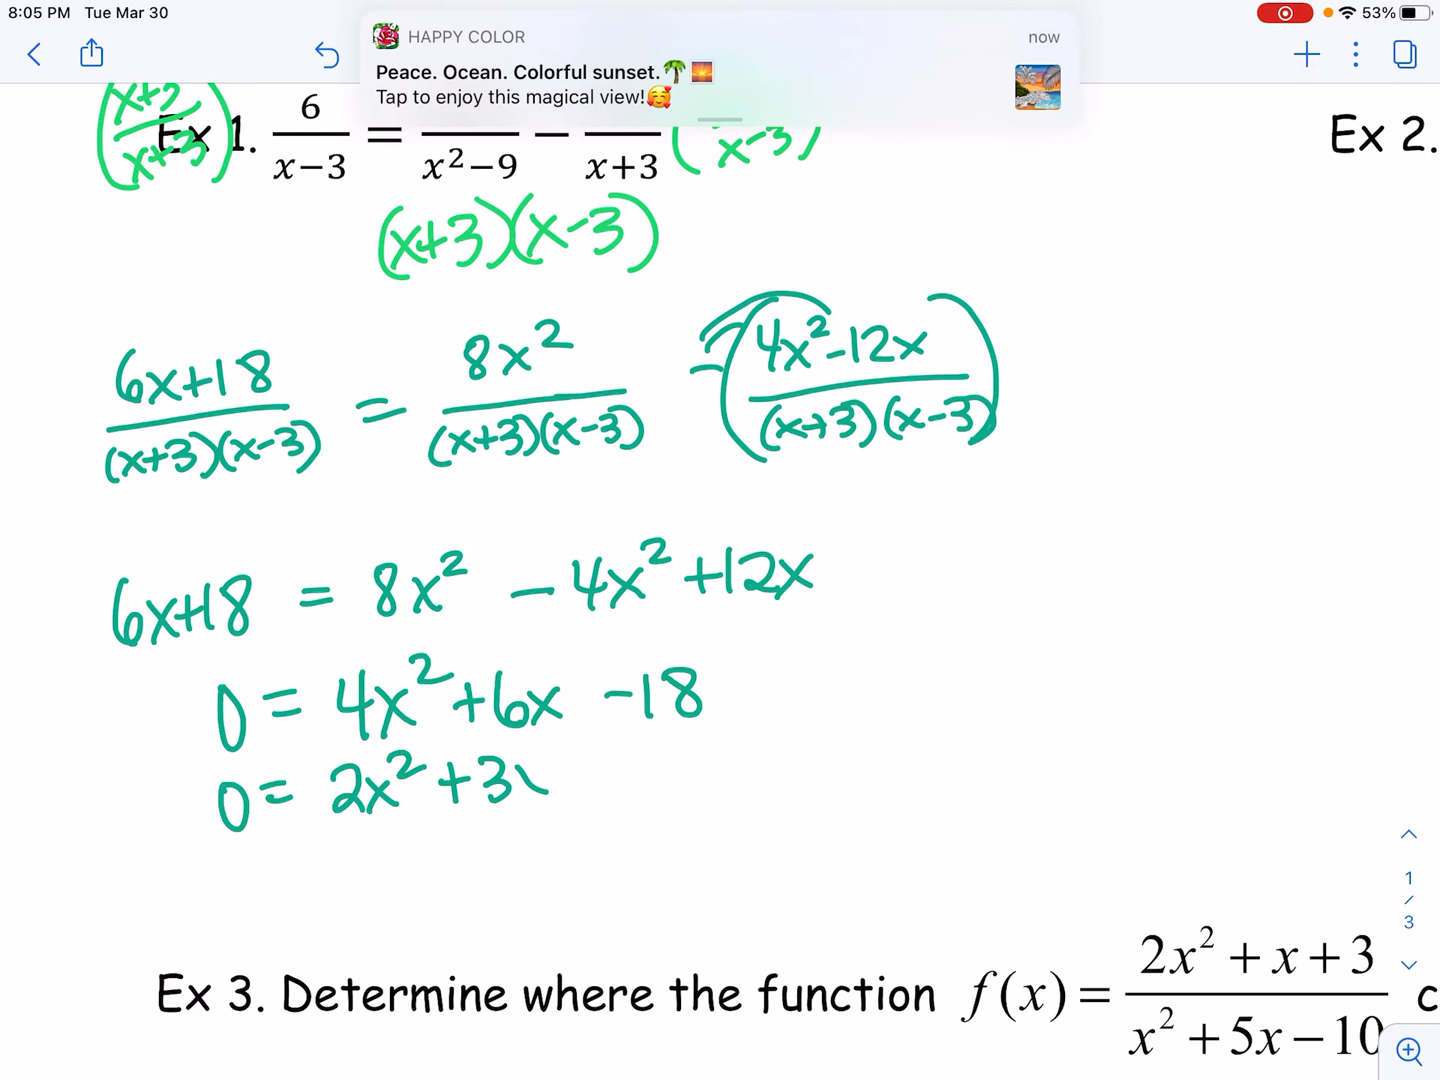 8:05 PM Tue Mar 30 53%
HAPPY COLOR now
Peace. Ocean. Colorful sunset.🌴🌅
Tap to enjoy this magical view!🥰
(x+3/x+3) Ex 1. 6/(x−3) = /(x²−9) − /(x+3) ( x−3) Ex 2.
(x+3)(x−3)
(6x+18)/((x+3)(x−3)) = 8x²/((x+3)(x−3)) − ((4x²−12x)/((x+3)(x−3)))
6x+18 = 8x² − 4x² +12x
0 = 4x² +6x −18
0 = 2x² +3
1
/
3
Ex 3. Determine where the function f(x) = (2x² + x + 3)/(x² + 5x − 10) c